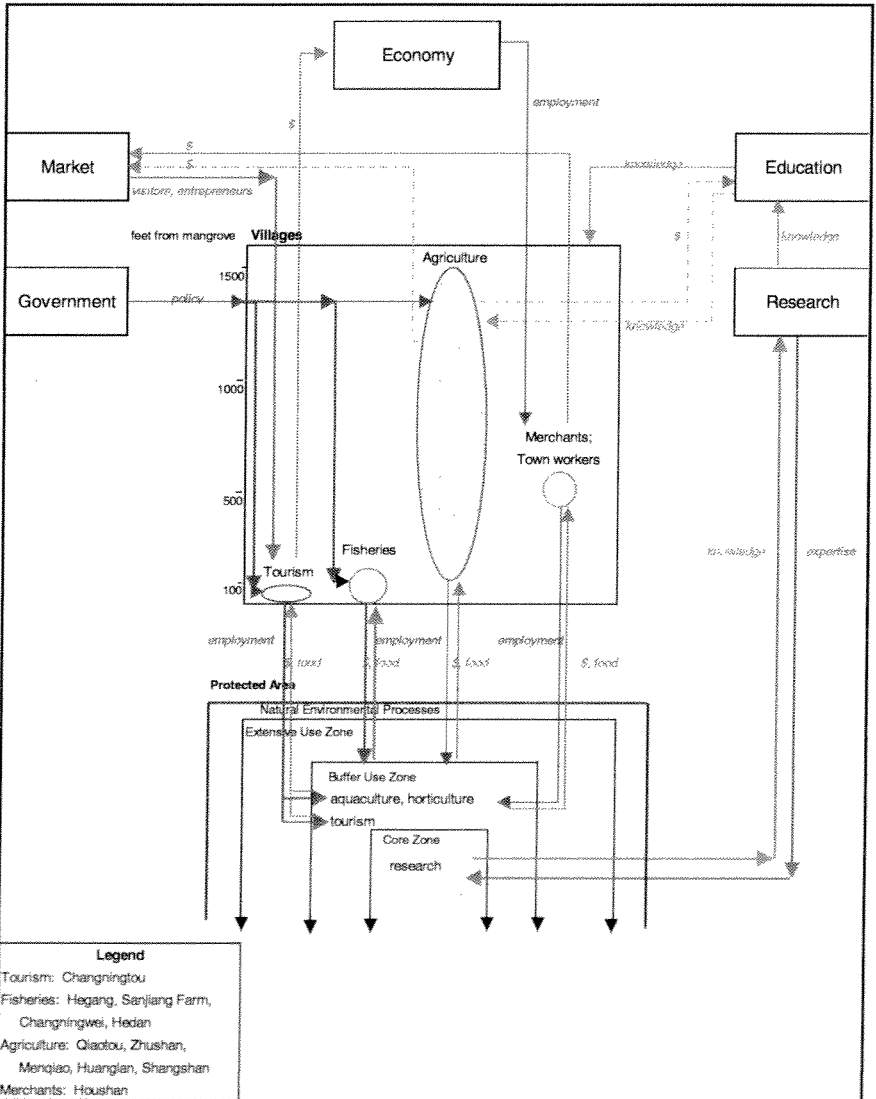 Economy
employment
$
$
Market
$
knowledge
Education
visitors, entrepreneurs
feet from mangrove
Villages
$
knowledge
Agriculture
1500
Government
policy
Research
knowledge
1000
Merchants;
Town workers
500
Fisheries
knowledge
expertise
Tourism
100
employment
employment
employment
$, food
$, food
$, food
$, food
Protected Area
Natural Environmental Processes
Extensive Use Zone
Buffer Use Zone
aquaculture, horticulture
tourism
Core Zone
research
Legend
Tourism: Changningtou
Fisheries: Hegang, Sanjiang Farm,
Changningwei, Hedan
Agriculture: Qiaotou, Zhushan,
Menqiao, Huanglan, Shangshan
Merchants: Houshan